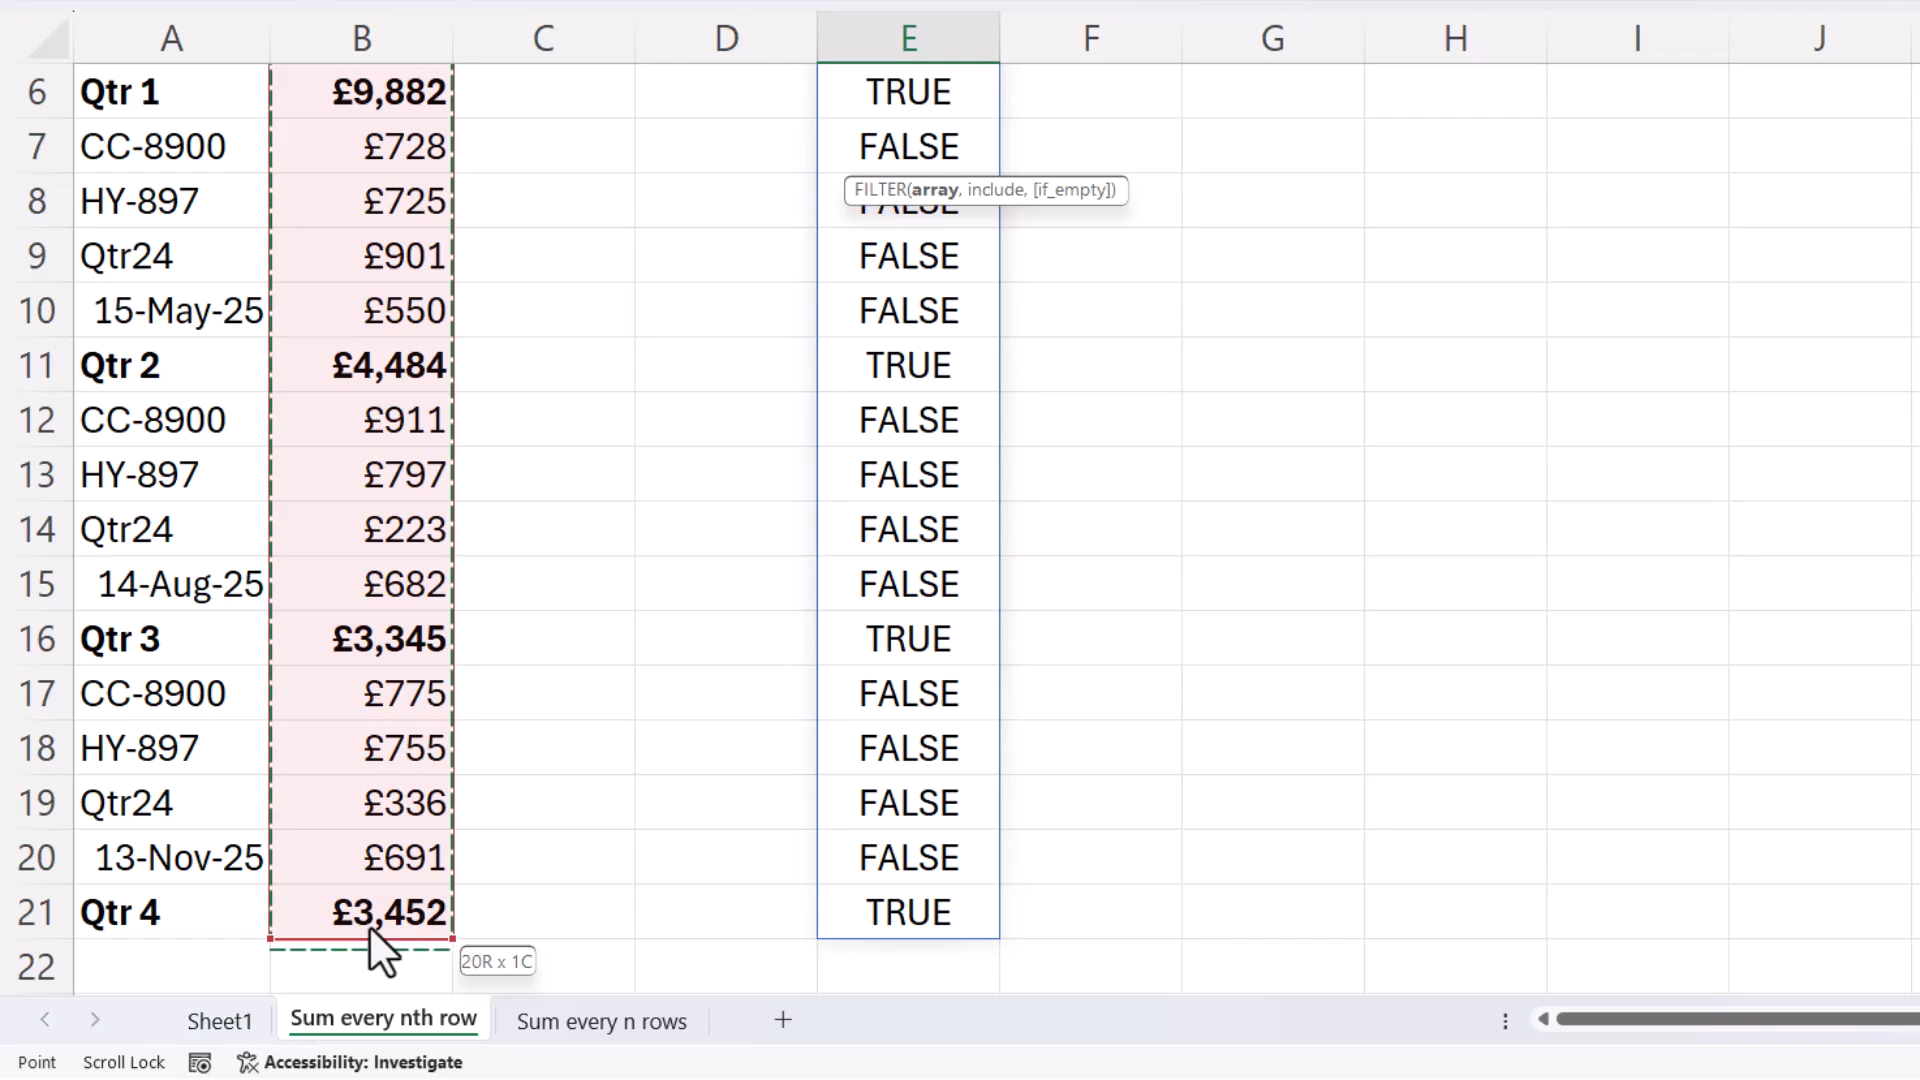 A B C D E F G H I J
6 Qtr 1 £9,882 TRUE
7 CC-8900 £728 FALSE
FILTER(array, include, [if_empty])
8 HY-897 £725 FALSE
9 Qtr24 £901 FALSE
10 15-May-25 £550 FALSE
11 Qtr 2 £4,484 TRUE
12 CC-8900 £911 FALSE
13 HY-897 £797 FALSE
14 Qtr24 £223 FALSE
15 14-Aug-25 £682 FALSE
16 Qtr 3 £3,345 TRUE
17 CC-8900 £775 FALSE
18 HY-897 £755 FALSE
19 Qtr24 £336 FALSE
20 13-Nov-25 £691 FALSE
21 Qtr 4 £3,452 TRUE
22 20R x 1C
Sheet1 Sum every nth row Sum every n rows
Point Scroll Lock Accessibility: Investigate